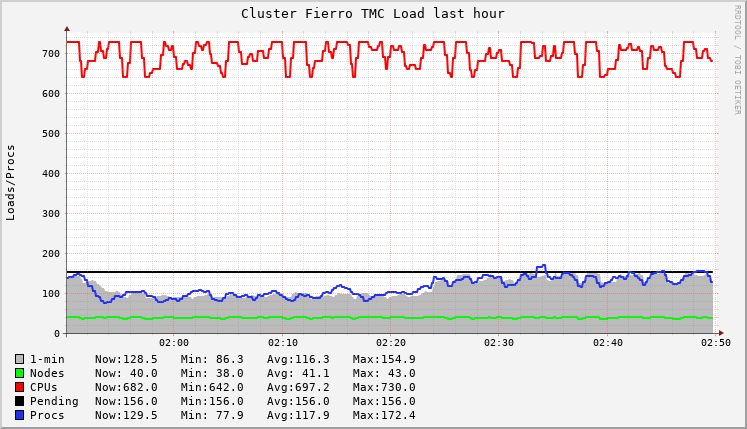 Cluster Fierro TMC Load last hour
RRDTOOL / TOBI OETIKER
Loads/Procs
700
600
500
400
300
200
100
0
02:00 02:10 02:20 02:30 02:40 02:50
1-min Now:128.5 Min: 86.3 Avg:116.3 Max:154.9
Nodes Now: 40.0 Min: 38.0 Avg: 41.1 Max: 43.0
CPUs Now:682.0 Min:642.0 Avg:697.2 Max:730.0
Pending Now:156.0 Min:156.0 Avg:156.0 Max:156.0
Procs Now:129.5 Min: 77.9 Avg:117.9 Max:172.4